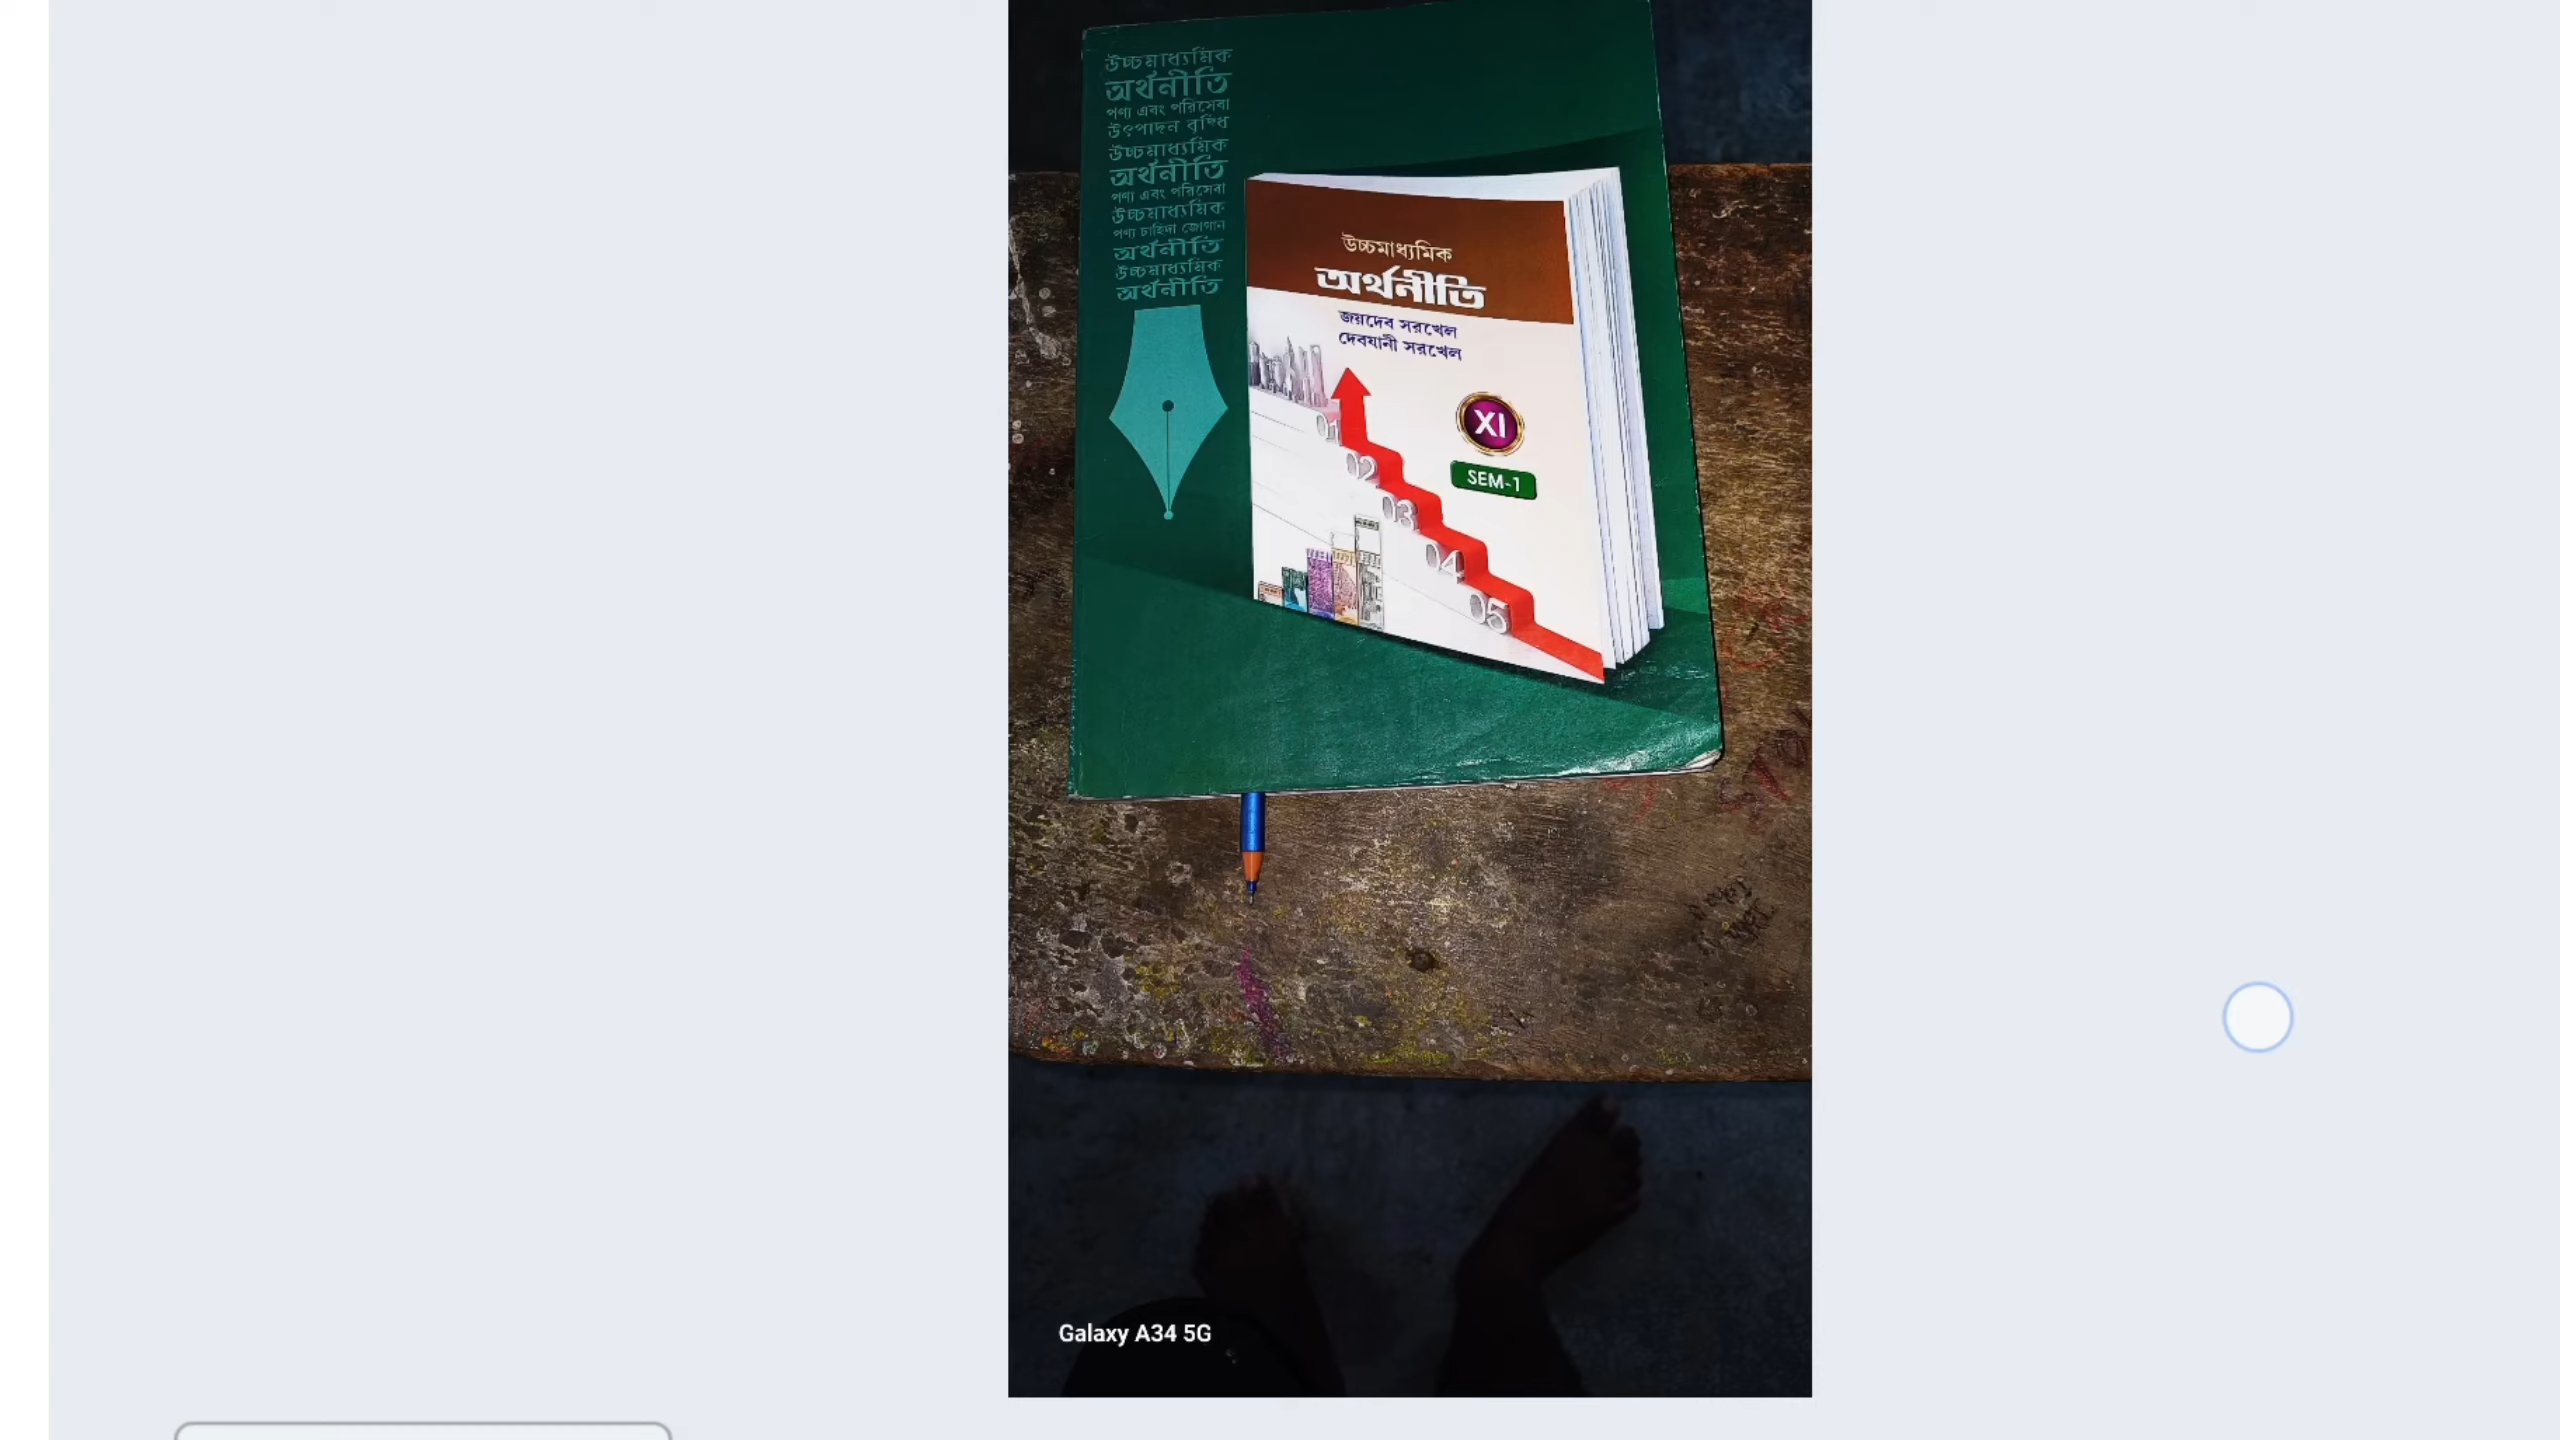 উচ্চমাধ্যমিক
অর্থনীতি
পণ্য এবং পরিসেবা
উৎপাদন বৃদ্ধি
উচ্চমাধ্যমিক
অর্থনীতি
পণ্য এবং পরিসেবা
উচ্চমাধ্যমিক
পণ্য চাহিদা জোগান
অর্থনীতি
উচ্চমাধ্যমিক
অর্থনীতি
উচ্চমাধ্যমিক
অর্থনীতি
জয়দেব সরখেল
দেবযানী সরখেল
XI
SEM-1
01
02
03
04
05
Galaxy A34 5G